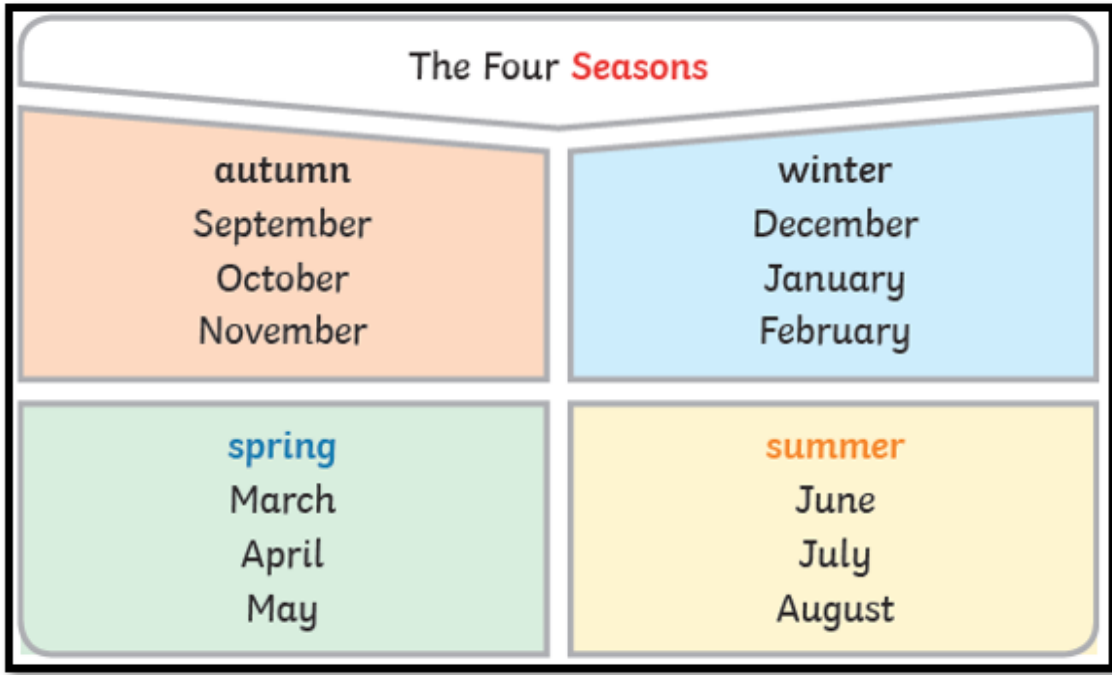 The Four Seasons
autumn
September
October
November
winter
December
January
February
spring
March
April
May
summer
June
July
August